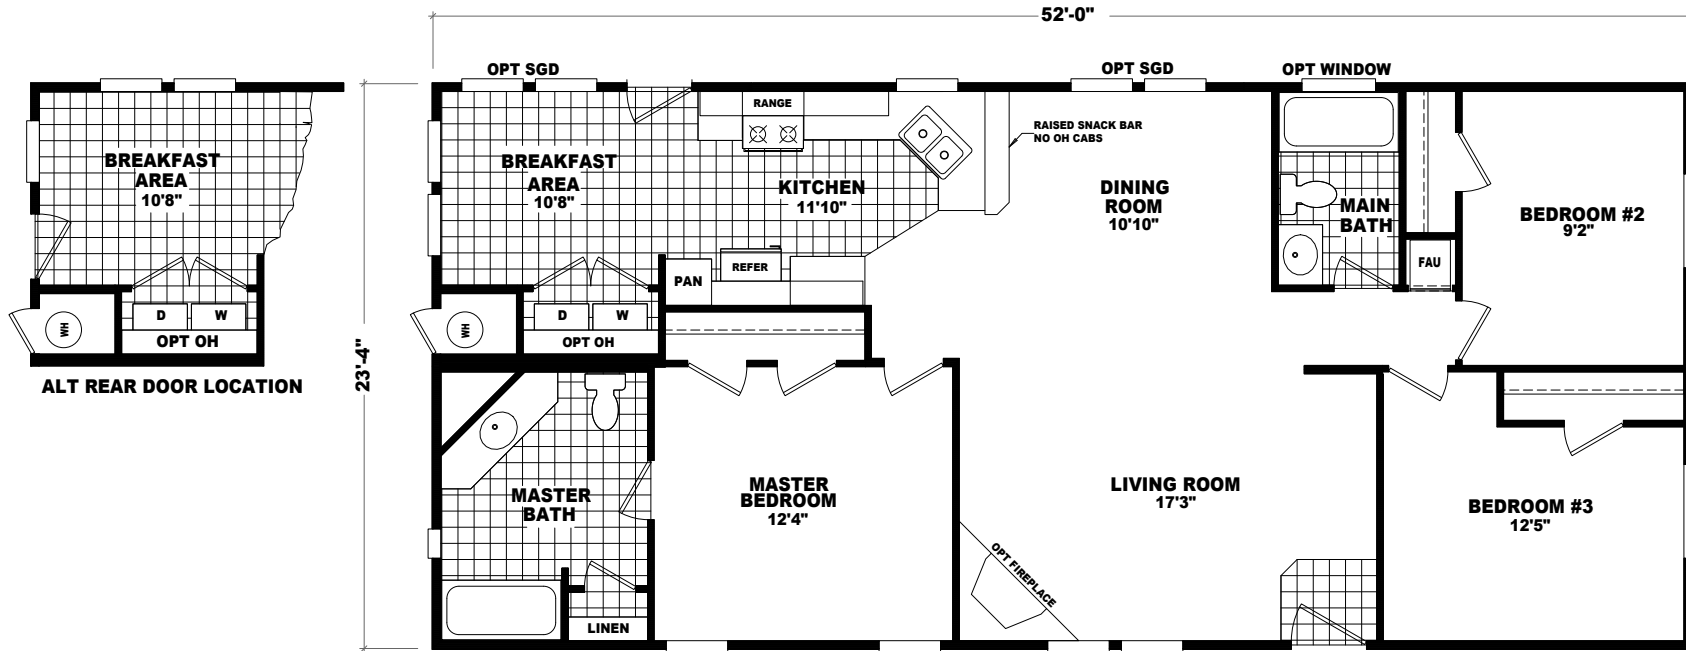 52'-0"
OPT SGD
OPT SGD
OPT WINDOW
RANGE
RAISED SNACK BAR
NO OH CABS
BREAKFAST
AREA
10'8"
BREAKFAST
AREA
10'8"
KITCHEN
11'10"
DINING
ROOM
10'10"
MAIN
BATH
BEDROOM #2
9'2"
FAU
PAN
REFER
WH
D
W
OPT OH
WH
D
W
OPT OH
ALT REAR DOOR LOCATION
23'-4"
MASTER
BATH
MASTER
BEDROOM
12'4"
LIVING ROOM
17'3"
BEDROOM #3
12'5"
OPT FIREPLACE
LINEN